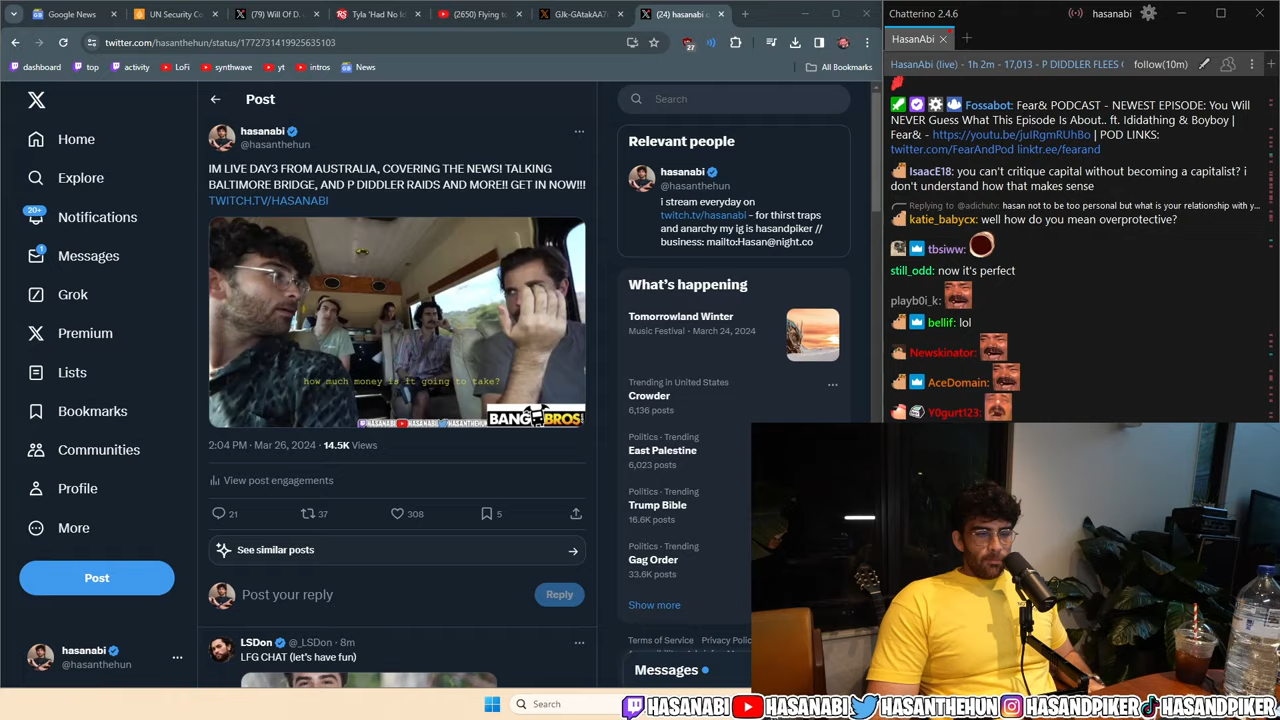 Google News
UN Security Co
(79) Will Of D.
Tyla 'Had No Id
(2650) Flying to
GJk-GAtakAA7
(24) hasanabi o
twitter.com/hasanthehun/status/1772731419925635103
27
dashboard
top
activity
LoFi
synthwave
yt
intros
News
All Bookmarks
Home
Explore
20+
Notifications
1
Messages
Grok
Premium
Lists
Bookmarks
Communities
Profile
More
Post
hasanabi
@hasanthehun
Post
hasanabi
@hasanthehun
IM LIVE DAY3 FROM AUSTRALIA, COVERING THE NEWS! TALKING
BALTIMORE BRIDGE, AND P DIDDLER RAIDS AND MORE!! GET IN NOW!!!
TWITCH.TV/HASANABI
how much money is it going to take?
BANGBROS
2:04 PM · Mar 26, 2024 · 14.5K Views
View post engagements
21
37
308
5
See similar posts
Post your reply
Reply
LSDon @_LSDon · 8m
LFG CHAT (let's have fun)
Search
Relevant people
hasanabi
@hasanthehun
i stream everyday on
twitch.tv/hasanabi - for thirst traps
and anarchy my ig is hasandpiker //
business: mailto:Hasan@night.co
What's happening
Tomorrowland Winter
Music Festival · March 24, 2024
Trending in United States
Crowder
6,136 posts
Politics · Trending
East Palestine
6,023 posts
Politics · Trending
Trump Bible
16.6K posts
Politics · Trending
Gag Order
33.6K posts
Show more
Terms of Service Privacy Polic
Messages
Chatterino 2.4.6
hasanabi
HasanAbi
HasanAbi (live) - 1h 2m - 17,013 - P DIDDLER FLEES
follow(10m)
Fossabot: Fear& PODCAST - NEWEST EPISODE: You Will
NEVER Guess What This Episode Is About.. ft. Ididathing & Boyboy |
Fear& - https://youtu.be/juIRgmRUhBo | POD LINKS:
twitter.com/FearAndPod linktr.ee/fearand
IsaacE18: you can't critique capital without becoming a capitalist? i
don't understand how that makes sense
Replying to @adichutv: hasan not to be too personal but what is your relationship with y...
katie_babycx: well how do you mean overprotective?
tbsiww:
still_odd: now it's perfect
playb0i_k:
bellif: lol
Newskinator:
AceDomain:
Y0gurt123:
Search
HASANABI
HASANABI
HASANTHEHUN
HASANDPIKER
HASANDPIKER